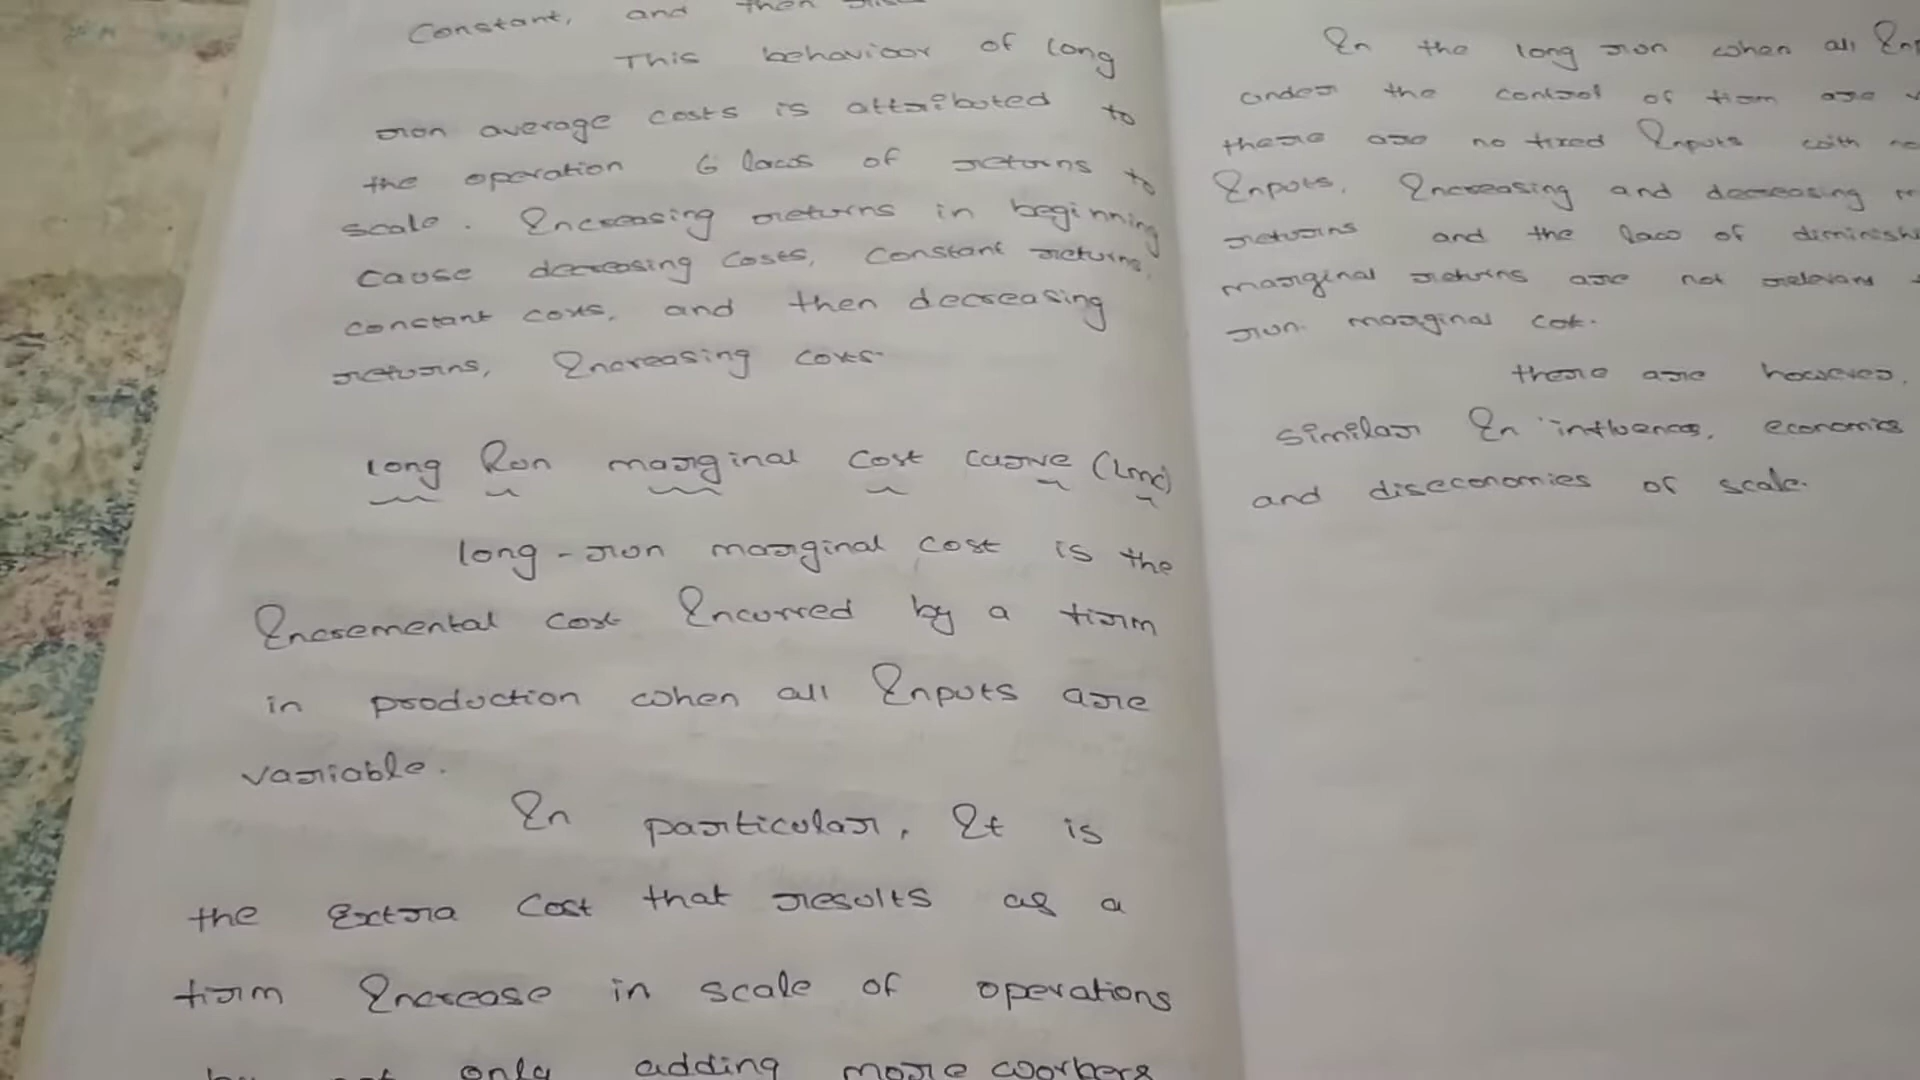 Constant, and then
This behaviour of long
run average costs is attributed to
the operation laws of returns to
scale. Increasing returns in beginning
cause decreasing costs, constant returns,
constant costs, and then decreasing
returns, Increasing costs.
long Run marginal cost curve (Lmc)
long-run marginal cost is the
Incremental cost Incurred by a firm
in production when all Inputs are
variable.
In particular, It is
the Extra cost that results as a
firm Increase in scale of operations
only adding more workers
In the long run when all
under the control of firm are
there are no fixed Inputs with
Inputs. Increasing and decreasing
returns and the law of
marginal returns are not relevant
run marginal cost.
there are however,
similar In influence, economies
and diseconomies of scale.